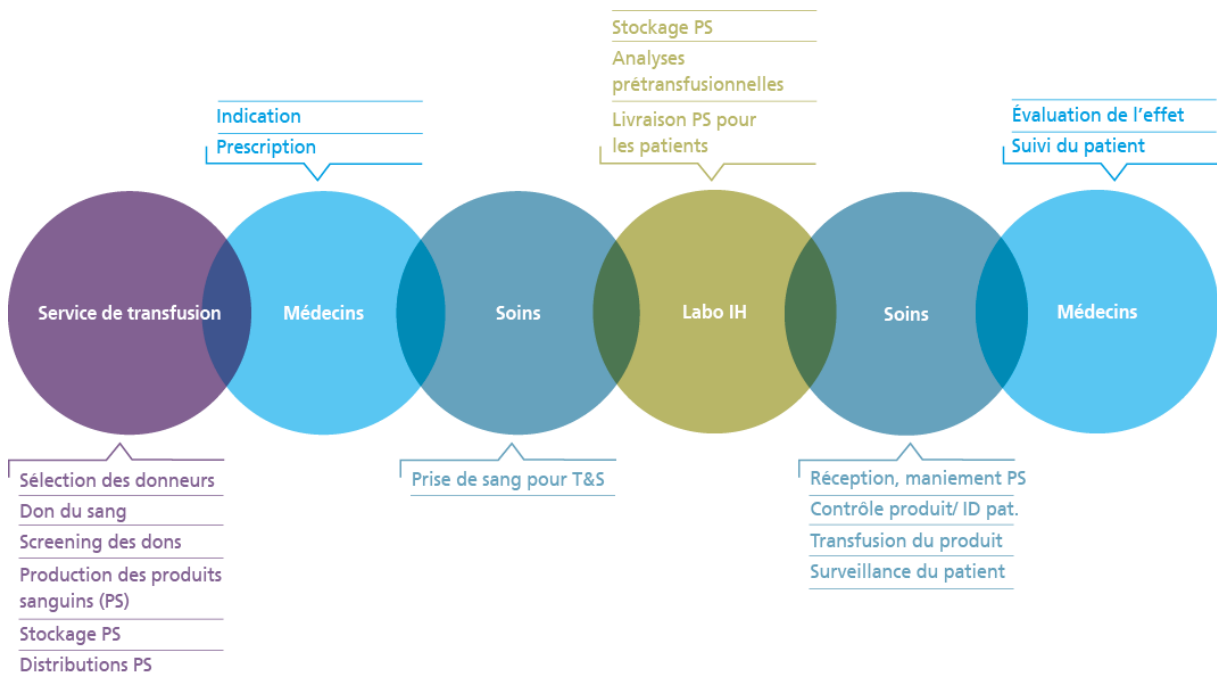 Stockage PS
Analyses
prétransfusionnelles
Livraison PS pour
les patients
Indication
Prescription
Évaluation de l’effet
Suivi du patient
Service de transfusion
Médecins
Soins
Labo IH
Soins
Médecins
Sélection des donneurs
Don du sang
Screening des dons
Production des produits
sanguins (PS)
Stockage PS
Distributions PS
Prise de sang pour T&S
Réception, maniement PS
Contrôle produit/ ID pat.
Transfusion du produit
Surveillance du patient